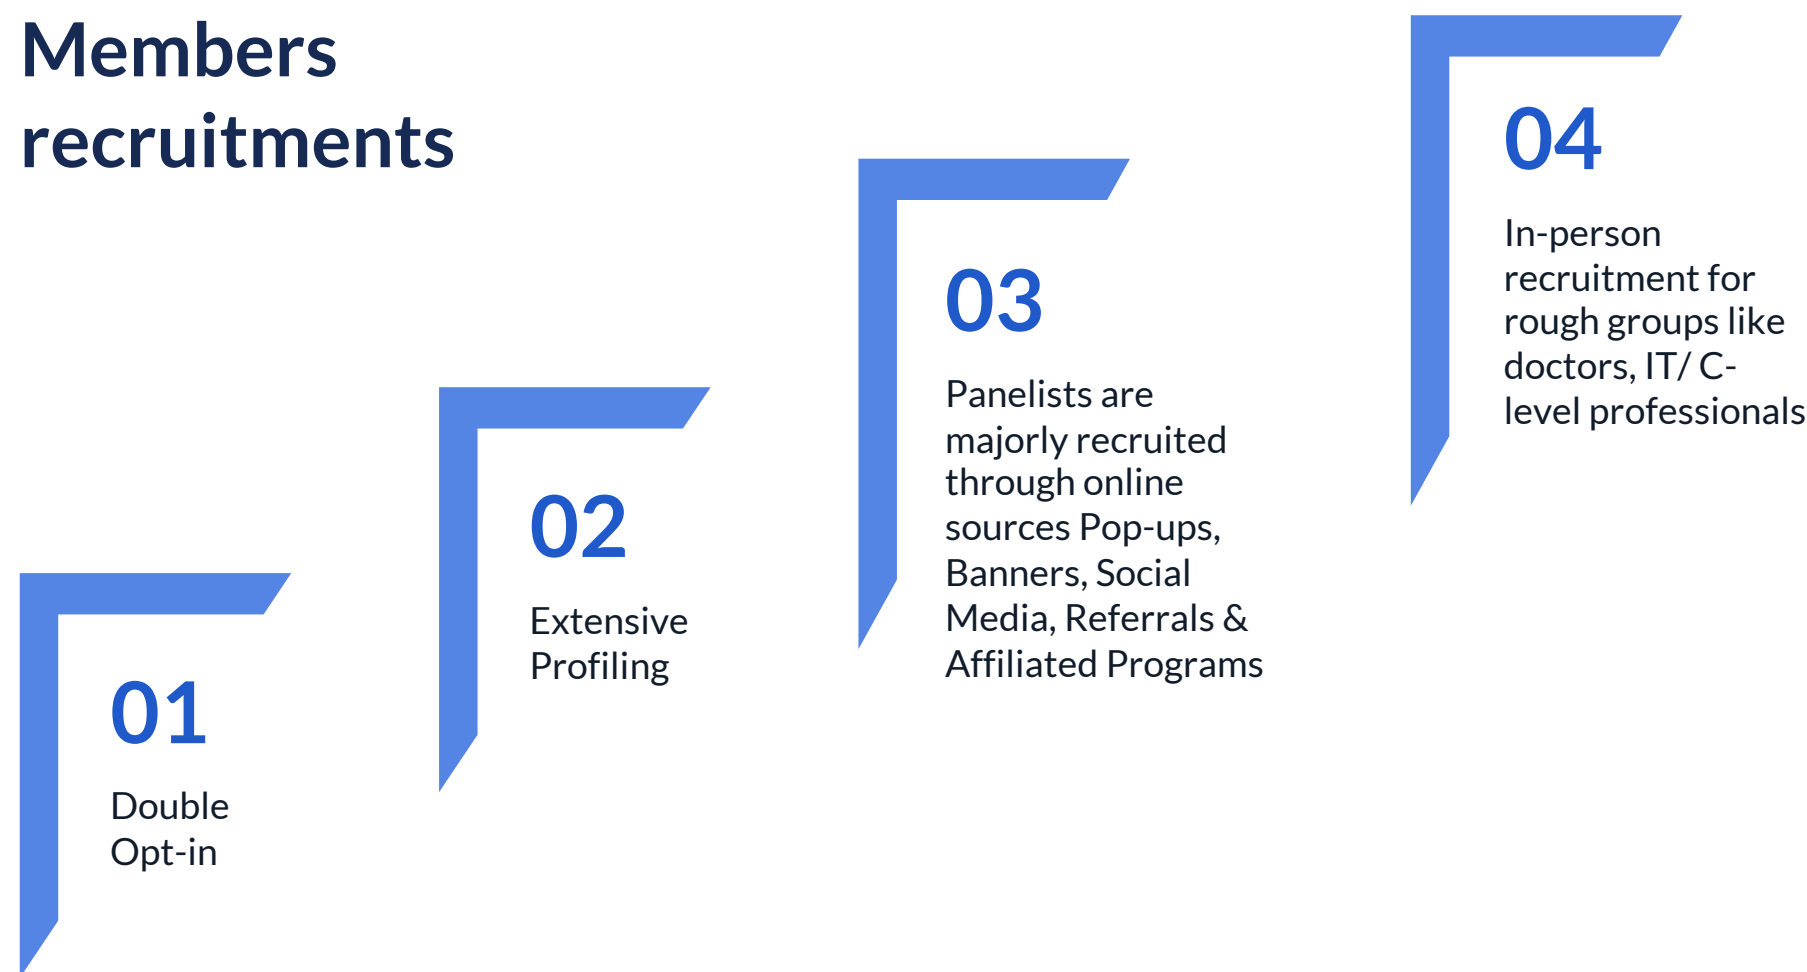 Members
recruitments
01
Double
Opt-in
02
Extensive
Profiling
03
Panelists are
majorly recruited
through online
sources Pop-ups,
Banners, Social
Media, Referrals &
Affiliated Programs
04
In-person
recruitment for
rough groups like
doctors, IT/ C-
level professionals